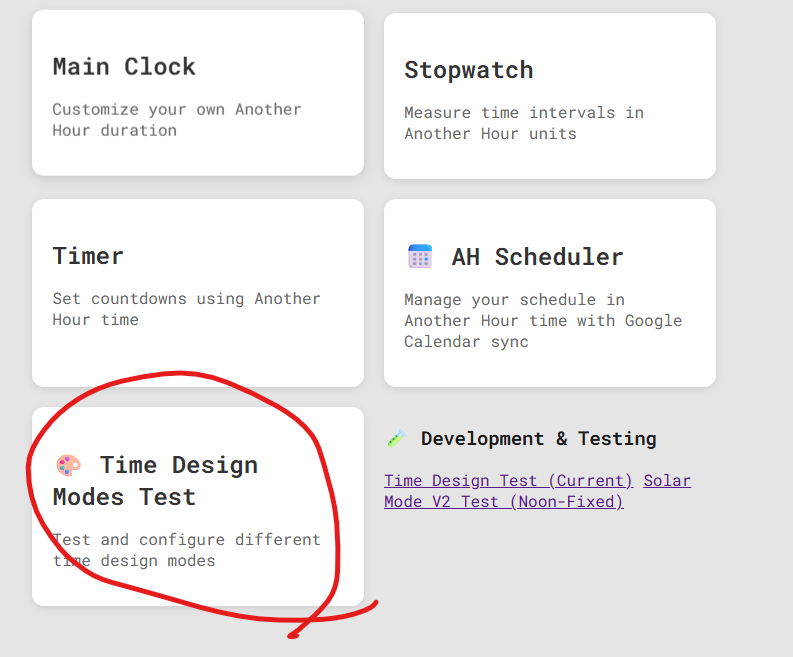 Main Clock
Customize your own Another
Hour duration
Stopwatch
Measure time intervals in
Another Hour units
Timer
Set countdowns using Another
Hour time
AH Scheduler
Manage your schedule in
Another Hour time with Google
Calendar sync
Time Design
Modes Test
Test and configure different
time design modes
Development & Testing
Time Design Test (Current) Solar
Mode V2 Test (Noon-Fixed)